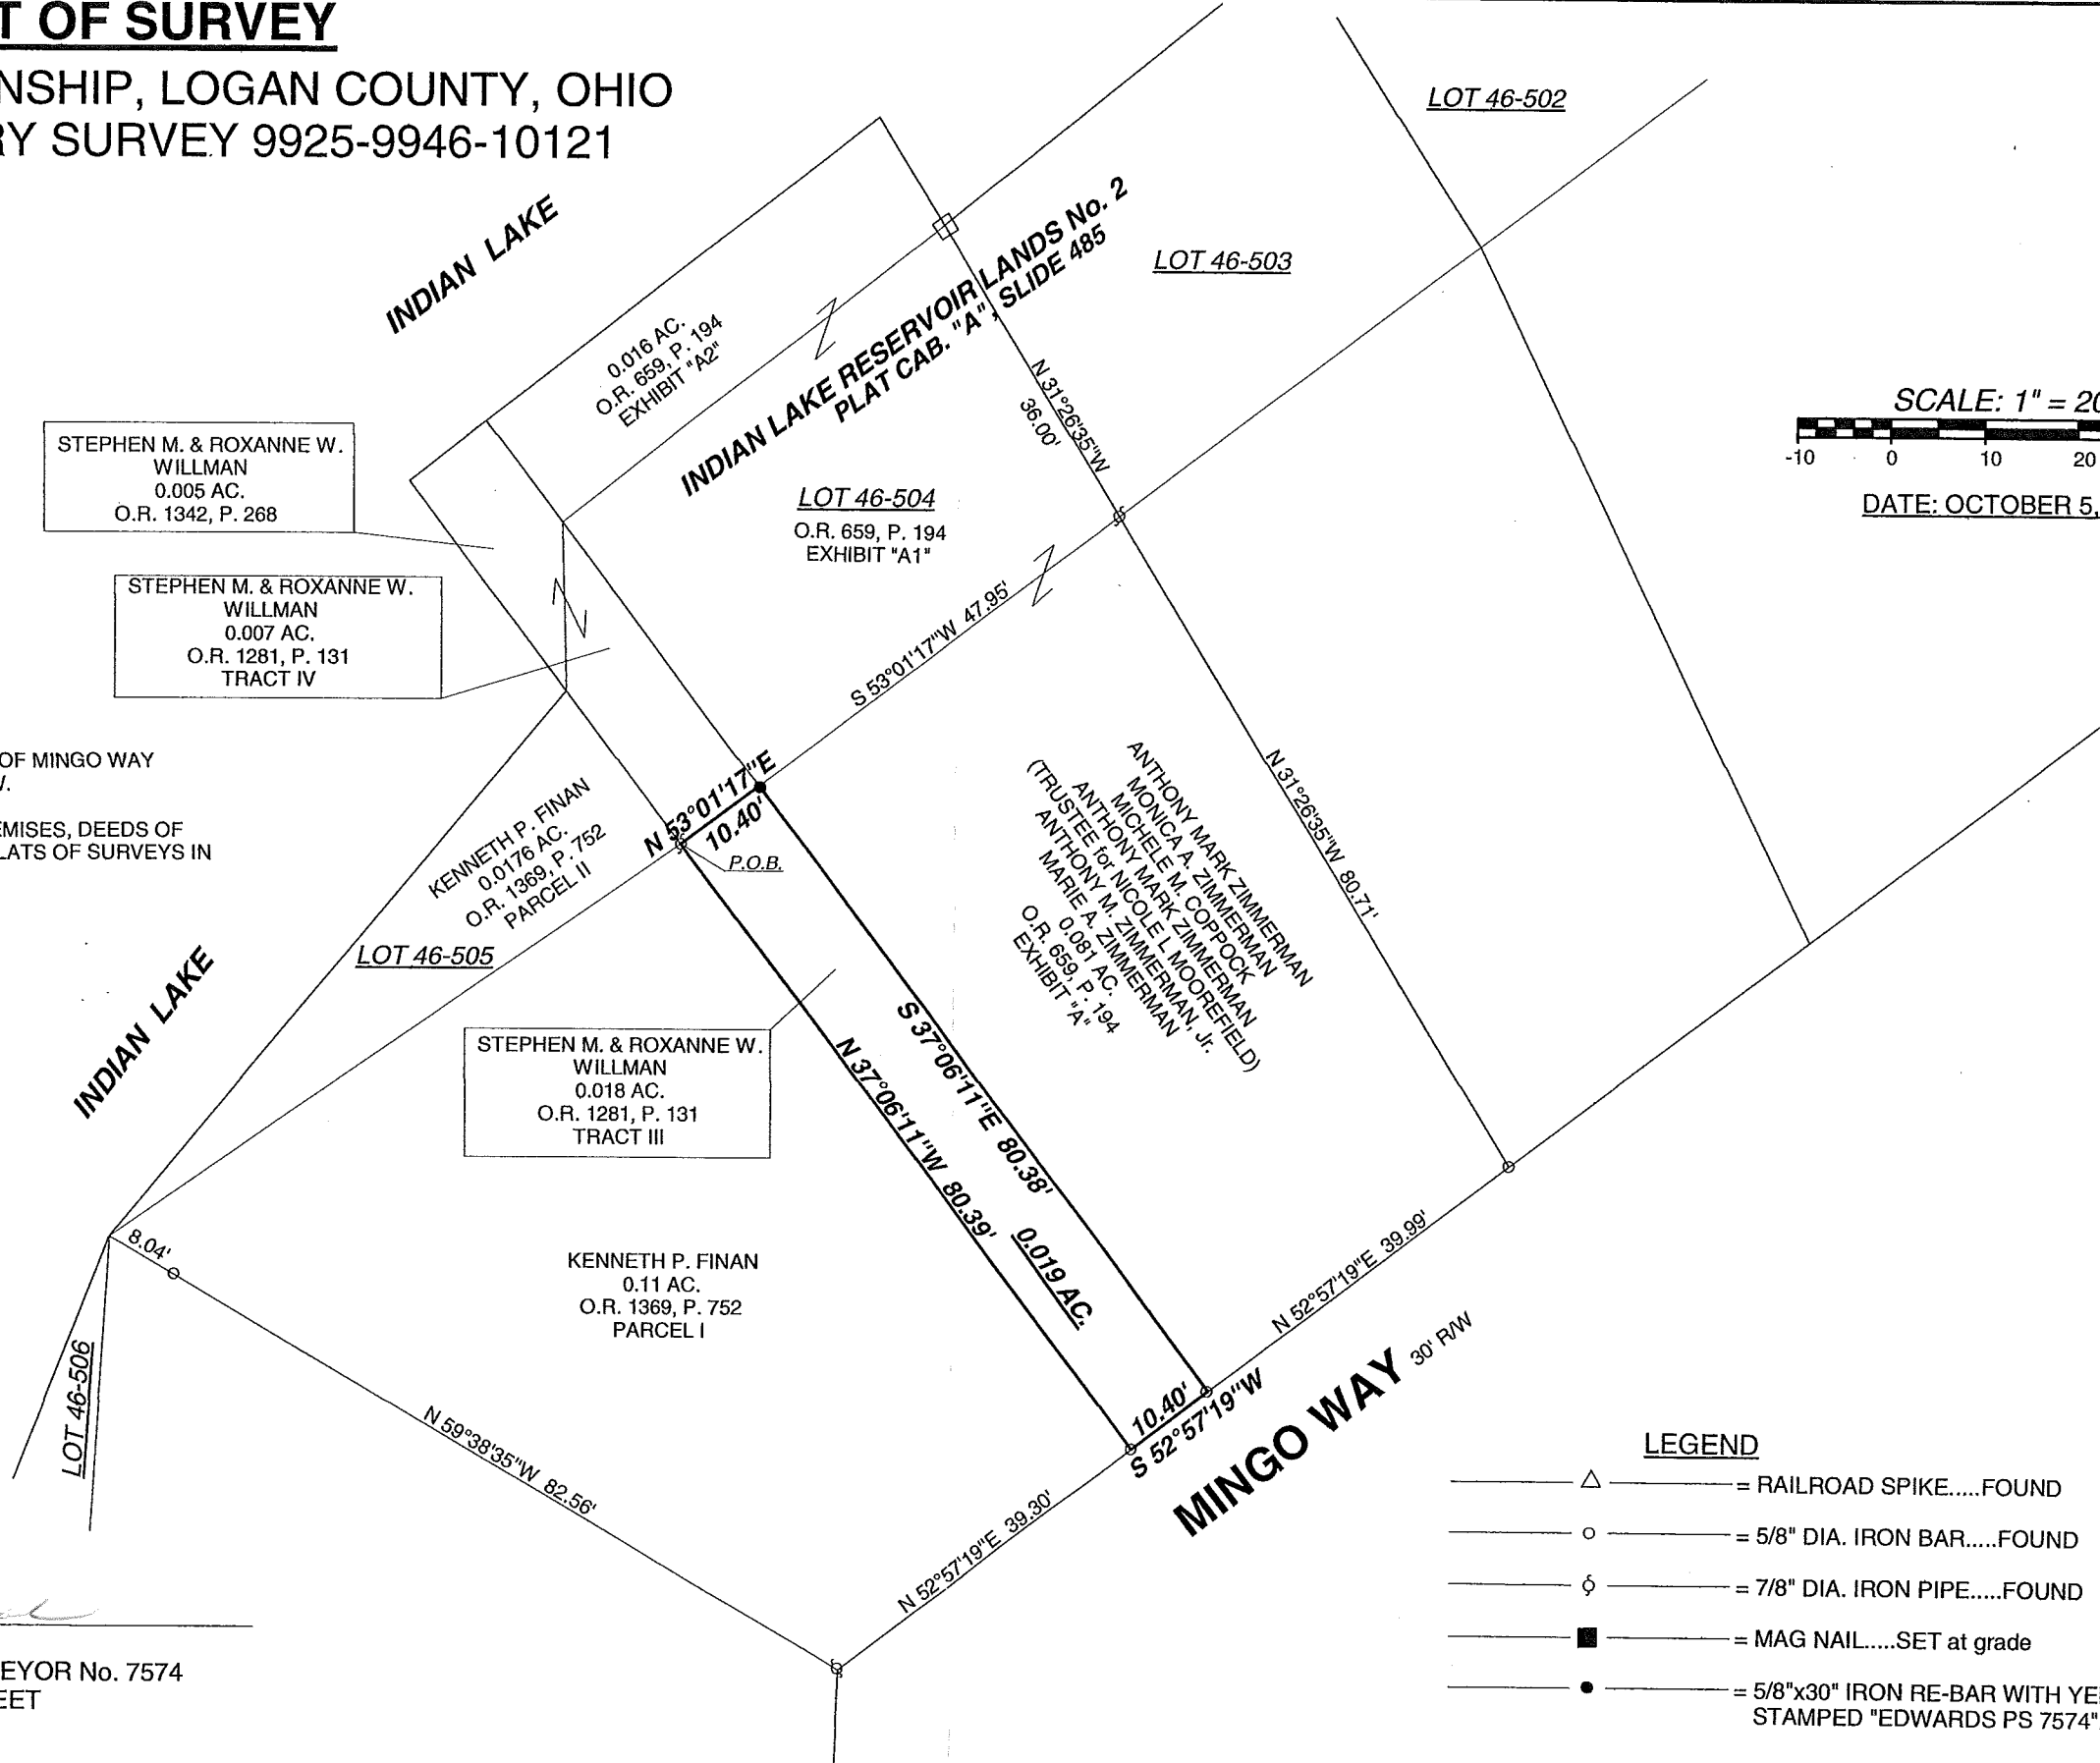 T OF SURVEY
NSHIP, LOGAN COUNTY, OHIO
RY SURVEY 9925-9946-10121
LOT 46-502
INDIAN LAKE
INDIAN LAKE RESERVOIR LANDS No. 2
PLAT CAB. "A", SLIDE 485
LOT 46-503
0.016 AC.
O.R. 659, P. 194
EXHIBIT "A2"
N 31°26'35"W
36.00'
SCALE: 1" = 20
-10 0 10 20
DATE: OCTOBER 5,
STEPHEN M. & ROXANNE W.
WILLMAN
0.005 AC.
O.R. 1342, P. 268
LOT 46-504
O.R. 659, P. 194
EXHIBIT "A1"
STEPHEN M. & ROXANNE W.
WILLMAN
0.007 AC.
O.R. 1281, P. 131
TRACT IV
S 53°01'17"W 47.95'
OF MINGO WAY
EMISES, DEEDS OF
LATS OF SURVEYS IN
KENNETH P. FINAN
0.0176 AC.
O.R. 1369, P. 752
PARCEL II
N 53°01'17"E
10.40'
P.O.B.
ANTHONY MARK ZIMMERMAN
MONICA A. ZIMMERMAN
MICHELE M. COPPOCK
ANTHONY MARK ZIMMERMAN
(TRUSTEE for NICOLE L MOOREFIELD)
ANTHONY M. ZIMMERMAN, Jr.
MARIE A. ZIMMERMAN
0.081 AC.
O.R. 659, P. 194
EXHIBIT "A"
N 31°26'35"W 80.71'
LOT 46-505
INDIAN LAKE
STEPHEN M. & ROXANNE W.
WILLMAN
0.018 AC.
O.R. 1281, P. 131
TRACT III
S 37°06'11"E 80.38'
N 37°06'11"W 80.39'
0.019 AC.
8.04'
KENNETH P. FINAN
0.11 AC.
O.R. 1369, P. 752
PARCEL I
LOT 46-506
N 59°38'35"W 82.56'
N 52°57'19"E 39.99'
10.40'
S 52°57'19"W
MINGO WAY 30' R/W
N 52°57'19"E 39.30'
LEGEND
= RAILROAD SPIKE.....FOUND
= 5/8" DIA. IRON BAR.....FOUND
= 7/8" DIA. IRON PIPE.....FOUND
= MAG NAIL.....SET at grade
= 5/8"x30" IRON RE-BAR WITH YE
STAMPED "EDWARDS PS 7574"
EYOR No. 7574
EET